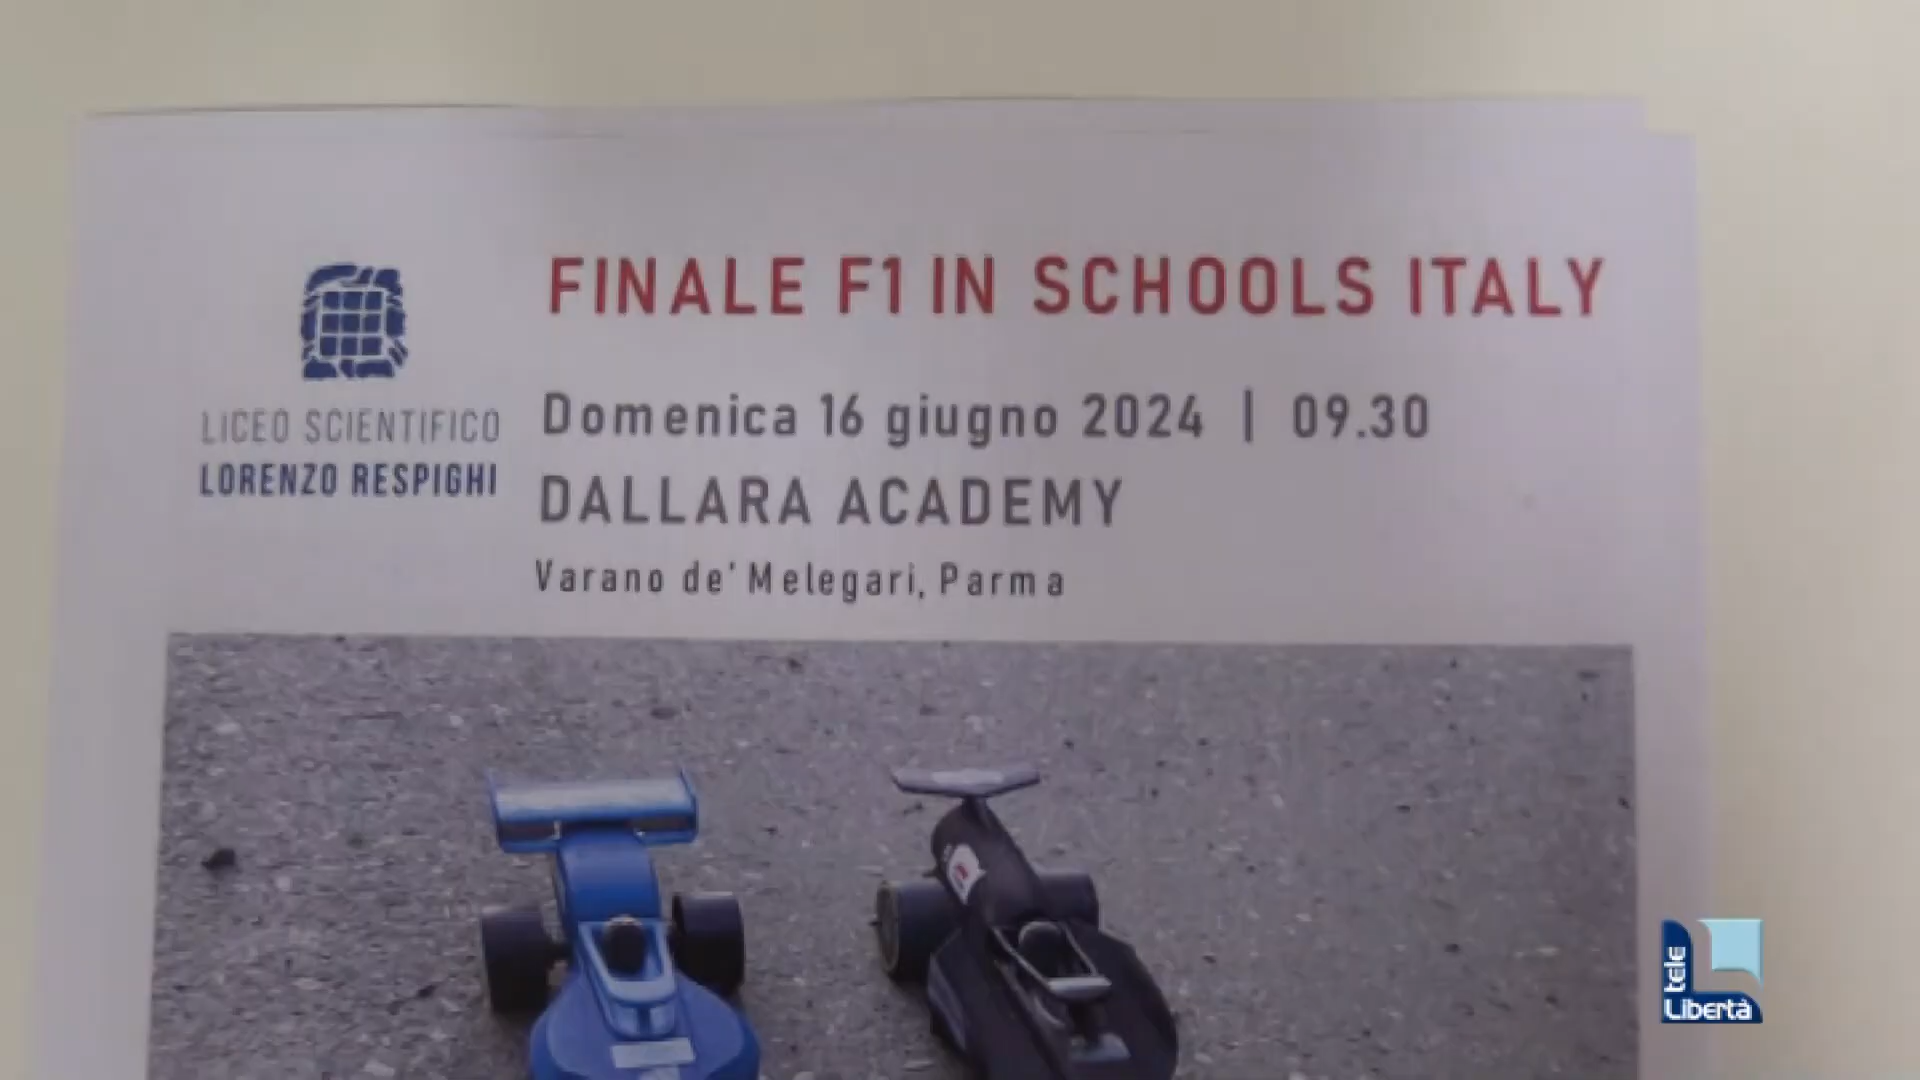 FINALE F1 IN SCHOOLS ITALY
Domenica 16 giugno 2024 | 09.30
DALLARA ACADEMY
Varano de' Melegari, Parma
LICEO SCIENTIFICO
LORENZO RESPIGHI
tele
Libertà